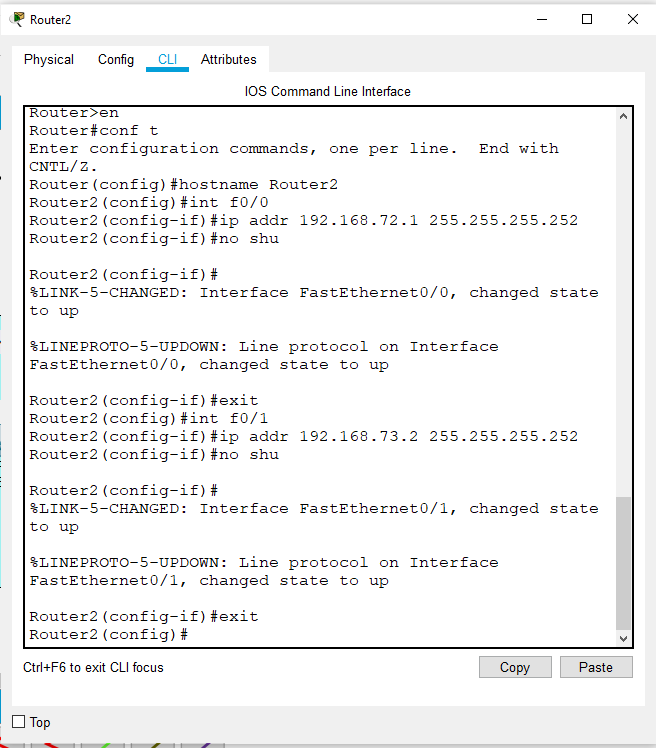 Router2
Physical Config CLI Attributes
IOS Command Line Interface
Router>en
Router#conf t
Enter configuration commands, one per line.  End with
CNTL/Z.
Router(config)#hostname Router2
Router2(config)#int f0/0
Router2(config-if)#ip addr 192.168.72.1 255.255.255.252
Router2(config-if)#no shu
Router2(config-if)#
%LINK-5-CHANGED: Interface FastEthernet0/0, changed state
to up
%LINEPROTO-5-UPDOWN: Line protocol on Interface
FastEthernet0/0, changed state to up
Router2(config-if)#exit
Router2(config)#int f0/1
Router2(config-if)#ip addr 192.168.73.2 255.255.255.252
Router2(config-if)#no shu
Router2(config-if)#
%LINK-5-CHANGED: Interface FastEthernet0/1, changed state
to up
%LINEPROTO-5-UPDOWN: Line protocol on Interface
FastEthernet0/1, changed state to up
Router2(config-if)#exit
Router2(config)#
Ctrl+F6 to exit CLI focus
Copy Paste
Top